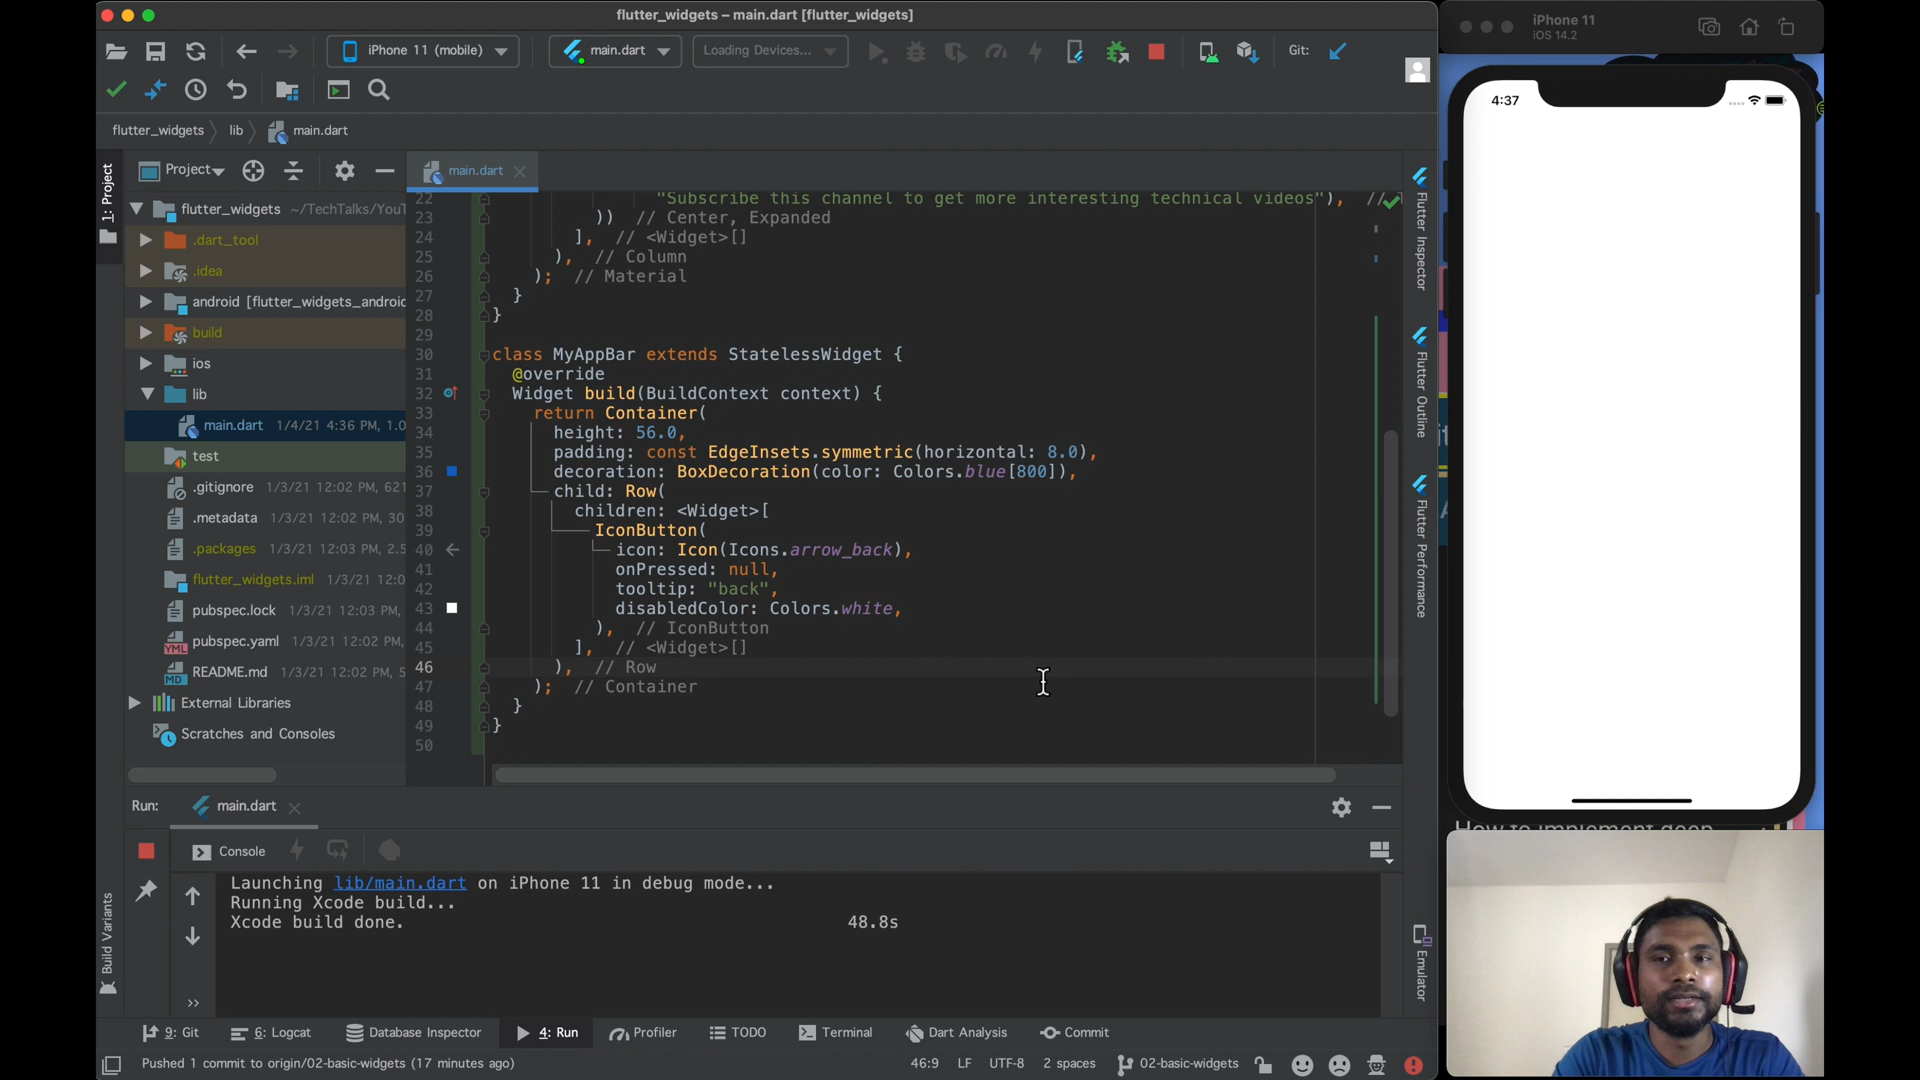 flutter_widgets – main.dart [flutter_widgets]
iPhone 11
iOS 14.2
iPhone 11 (mobile)
main.dart
Loading Devices...
Git:
4:37
flutter_widgets
lib
main.dart
1: Project
Project
main.dart
flutter_widgets ~/TechTalks/YouT
.dart_tool
.idea
android [flutter_widgets_android
build
ios
lib
main.dart 1/4/21 4:36 PM, 1.0
test
.gitignore 1/3/21 12:02 PM, 621
.metadata 1/3/21 12:02 PM, 30
.packages 1/3/21 12:03 PM, 2.5
flutter_widgets.iml 1/3/21 12:0
pubspec.lock 1/3/21 12:03 PM,
pubspec.yaml 1/3/21 12:02 PM,
README.md 1/3/21 12:02 PM, 5
External Libraries
Scratches and Consoles
22 "Subscribe this channel to get more interesting technical videos"), //
23 )) // Center, Expanded
24 ], // <Widget>[]
25 ), // Column
26 ); // Material
27 }
28 }
29
30 class MyAppBar extends StatelessWidget {
31 @override
32 Widget build(BuildContext context) {
33 return Container(
34 height: 56.0,
35 padding: const EdgeInsets.symmetric(horizontal: 8.0),
36 decoration: BoxDecoration(color: Colors.blue[800]),
37 child: Row(
38 children: <Widget>[
39 IconButton(
40 icon: Icon(Icons.arrow_back),
41 onPressed: null,
42 tooltip: "back",
43 disabledColor: Colors.white,
44 ), // IconButton
45 ], // <Widget>[]
46 ), // Row
47 ); // Container
48 }
49 }
50
Flutter Inspector
Flutter Outline
Flutter Performance
Emulator
Run: main.dart
Console
Launching lib/main.dart on iPhone 11 in debug mode...
Running Xcode build...
Xcode build done. 48.8s
Build Variants
How to implement deep
9: Git
6: Logcat
Database Inspector
4: Run
Profiler
TODO
Terminal
Dart Analysis
Commit
Pushed 1 commit to origin/02-basic-widgets (17 minutes ago)
46:9 LF UTF-8 2 spaces 02-basic-widgets